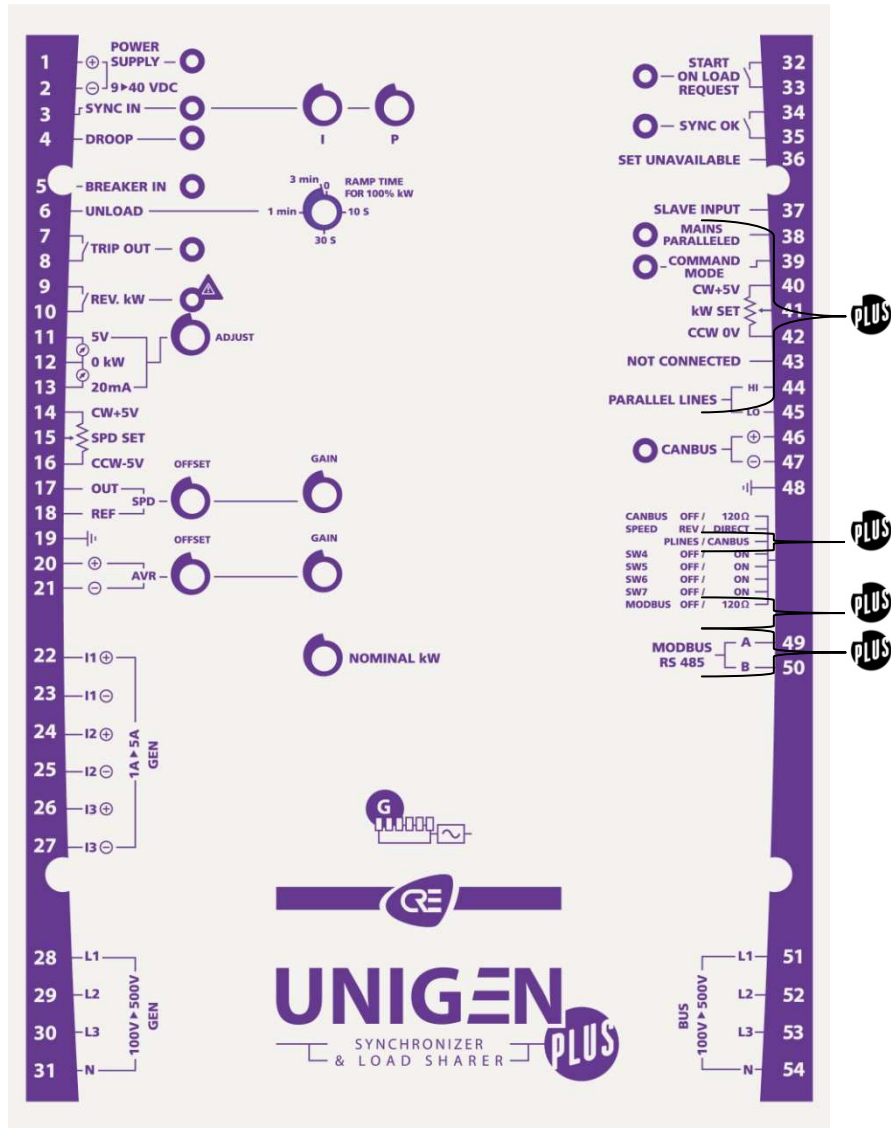 1 POWER SUPPLY
2 9▶40 VDC
3 SYNC IN
4 DROOP
I P
5 BREAKER IN
6 UNLOAD
3 min 0 RAMP TIME FOR 100% kW
1 min 10 S
30 S
7
8 TRIP OUT
9
10 REV. kW
11 5V
ADJUST
12 0 kW
13 20mA
14 CW+5V
15 SPD SET
16 CCW-5V
OFFSET GAIN
17 OUT
SPD
18 REF
19
OFFSET GAIN
20 ⊕
AVR
21 ⊖
NOMINAL kW
22 I1 ⊕
23 I1 ⊖
24 I2 ⊕
25 I2 ⊖
26 I3 ⊕
27 I3 ⊖
1A▶5A
GEN
G
CRE
28 L1
29 L2
30 L3
31 N
100V▶500V
GEN
UNIGEN
SYNCHRONIZER
& LOAD SHARER
PLUS
START ON LOAD REQUEST
32
33
SYNC OK
34
35
SET UNAVAILABLE 36
SLAVE INPUT 37
MAINS PARALLELED 38
COMMAND MODE 39
CW+5V 40
kW SET 41
CCW 0V 42
NOT CONNECTED 43
PARALLEL LINES
HI 44
LO 45
PLUS
CANBUS
⊕ 46
⊖ 47
48
CANBUS OFF / 120Ω
SPEED REV / DIRECT
PLINES / CANBUS
PLUS
SW4 OFF / ON
SW5 OFF / ON
SW6 OFF / ON
SW7 OFF / ON
MODBUS OFF / 120Ω
PLUS
MODBUS RS 485
A 49
B 50
PLUS
L1 51
L2 52
L3 53
N 54
BUS
100V▶500V